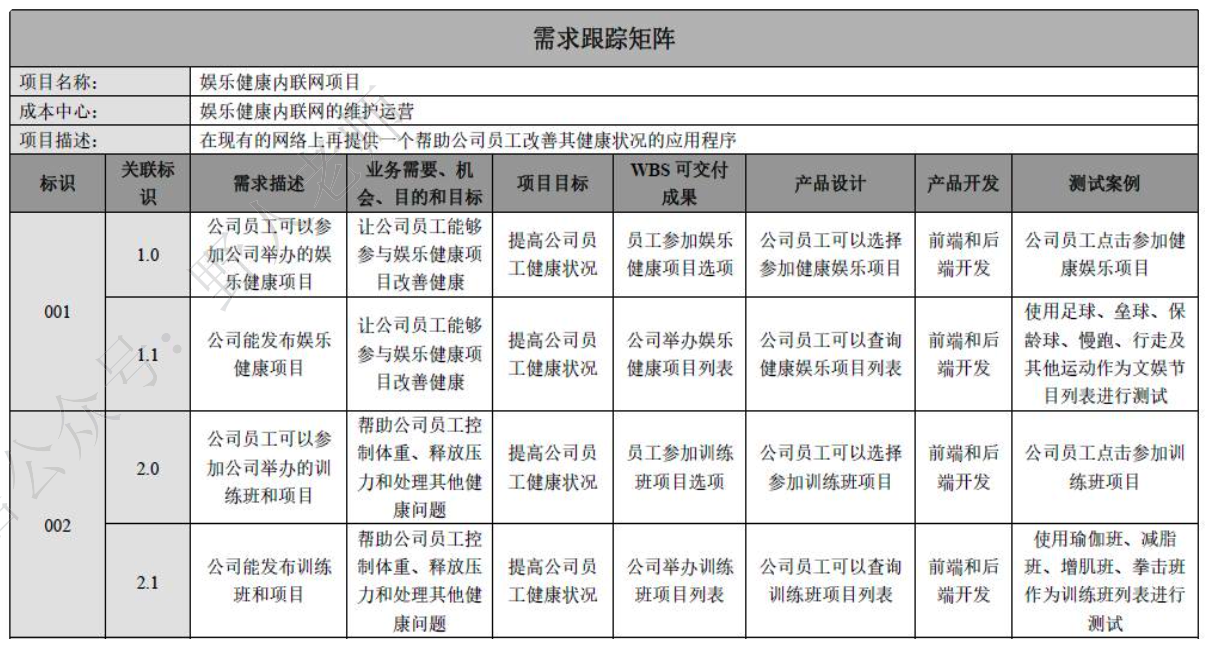 需求跟踪矩阵
项目名称: 娱乐健康内联网项目
成本中心: 娱乐健康内联网的维护运营
项目描述: 在现有的网络上再提供一个帮助公司员工改善其健康状况的应用程序
标识
关联标
识
需求描述
业务需要、机
会、目的和目标
项目目标
WBS 可交付
成果
产品设计
产品开发
测试案例
001
1.0
公司员工可以参
加公司举办的娱
乐健康项目
让公司员工能够
参与娱乐健康项
目改善健康
提高公司员
工健康状况
员工参加娱乐
健康项目选项
公司员工可以选择
参加健康娱乐项目
前端和后
端开发
公司员工点击参加健
康娱乐项目
1.1
公司能发布娱乐
健康项目
让公司员工能够
参与娱乐健康项
目改善健康
提高公司员
工健康状况
公司举办娱乐
健康项目列表
公司员工可以查询
健康娱乐项目列表
前端和后
端开发
使用足球、垒球、保
龄球、慢跑、行走及
其他运动作为文娱节
目列表进行测试
002
2.0
公司员工可以参
加公司举办的训
练班和项目
帮助公司员工控
制体重、释放压
力和处理其他健
康问题
提高公司员
工健康状况
员工参加训练
班项目选项
公司员工可以选择
参加训练班项目
前端和后
端开发
公司员工点击参加训
练班项目
2.1
公司能发布训练
班和项目
帮助公司员工控
制体重、释放压
力和处理其他健
康问题
提高公司员
工健康状况
公司举办训练
班项目列表
公司员工可以查询
训练班项目列表
前端和后
端开发
使用瑜伽班、减脂
班、增肌班、拳击班
作为训练班列表进行
测试
公众号：野人老师